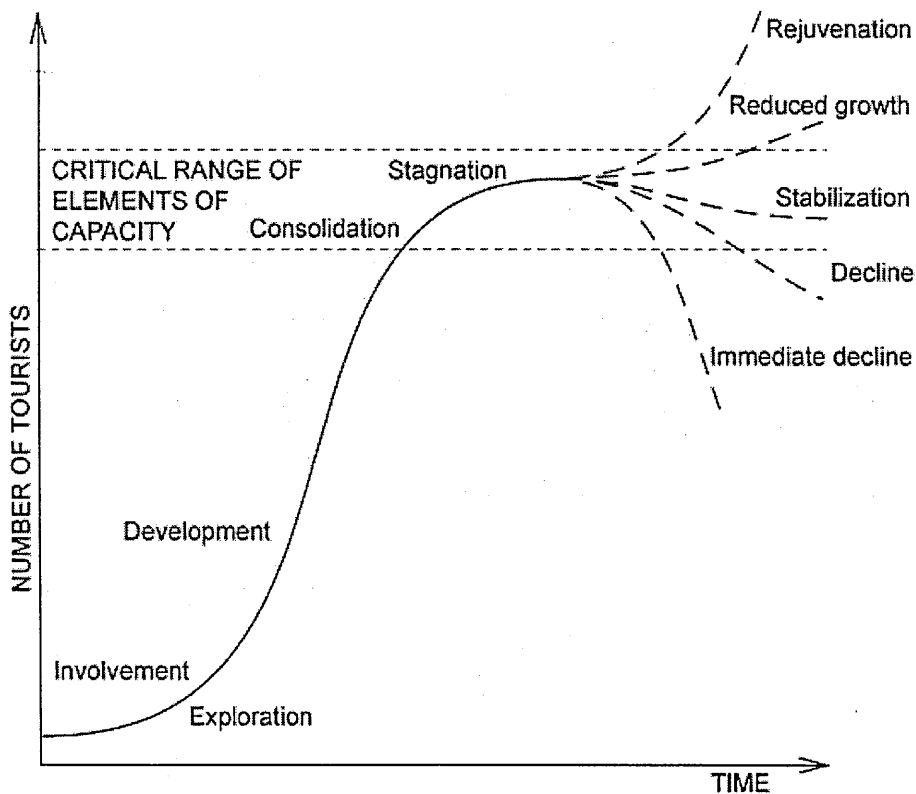 Rejuvenation
Reduced growth
CRITICAL RANGE OF
ELEMENTS OF
CAPACITY
Stagnation
Consolidation
Stabilization
Decline
Immediate decline
NUMBER OF TOURISTS
Development
Involvement
Exploration
TIME